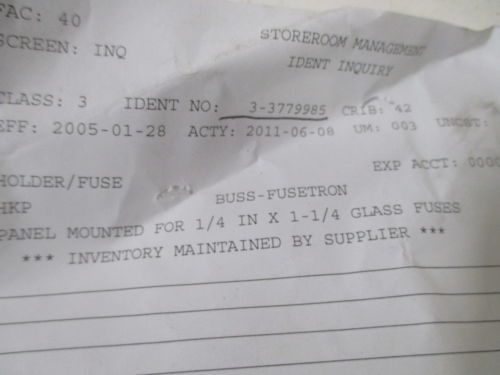 FAC: 40
STOREROOM MANAGEMENT
SCREEN: INQ
IDENT INQUIRY
CLASS: 3 IDENT NO: 3-3779985 CRIB: 42
EFF: 2005-01-28 ACTY: 2011-06-08 UM: 003 UNCST:
EXP ACCT: 0006
HOLDER/FUSE
BUSS-FUSETRON
HKP
PANEL MOUNTED FOR 1/4 IN X 1-1/4 GLASS FUSES
*** INVENTORY MAINTAINED BY SUPPLIER ***